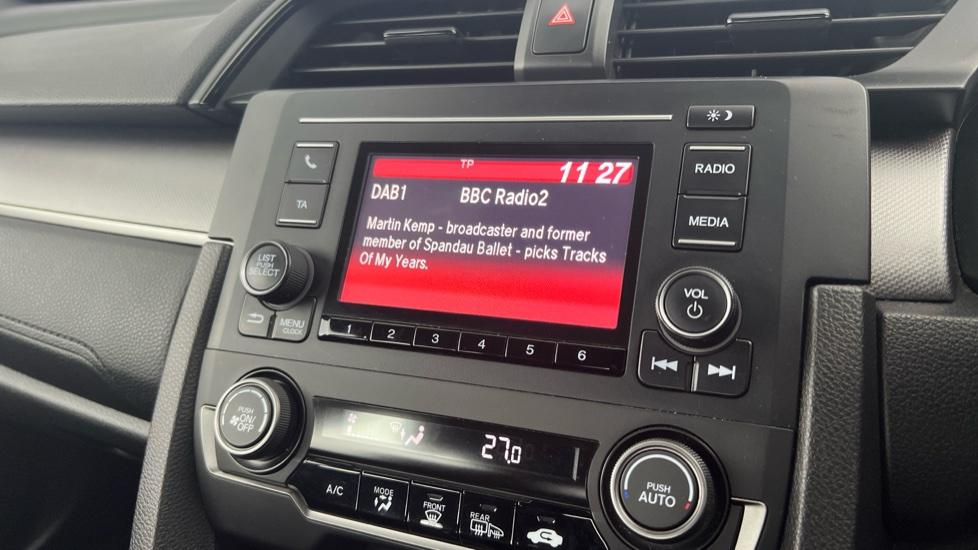 TP
11 27
DAB1 BBC Radio2
Martin Kemp - broadcaster and former
member of Spandau Ballet - picks Tracks
Of My Years.
RADIO
TA
MEDIA
LIST
PUSH
SELECT
VOL
MENU
CLOCK
1 2 3 4 5 6
PUSH
ON/
OFF
27.0
PUSH
AUTO
A/C
MODE
FRONT
REAR